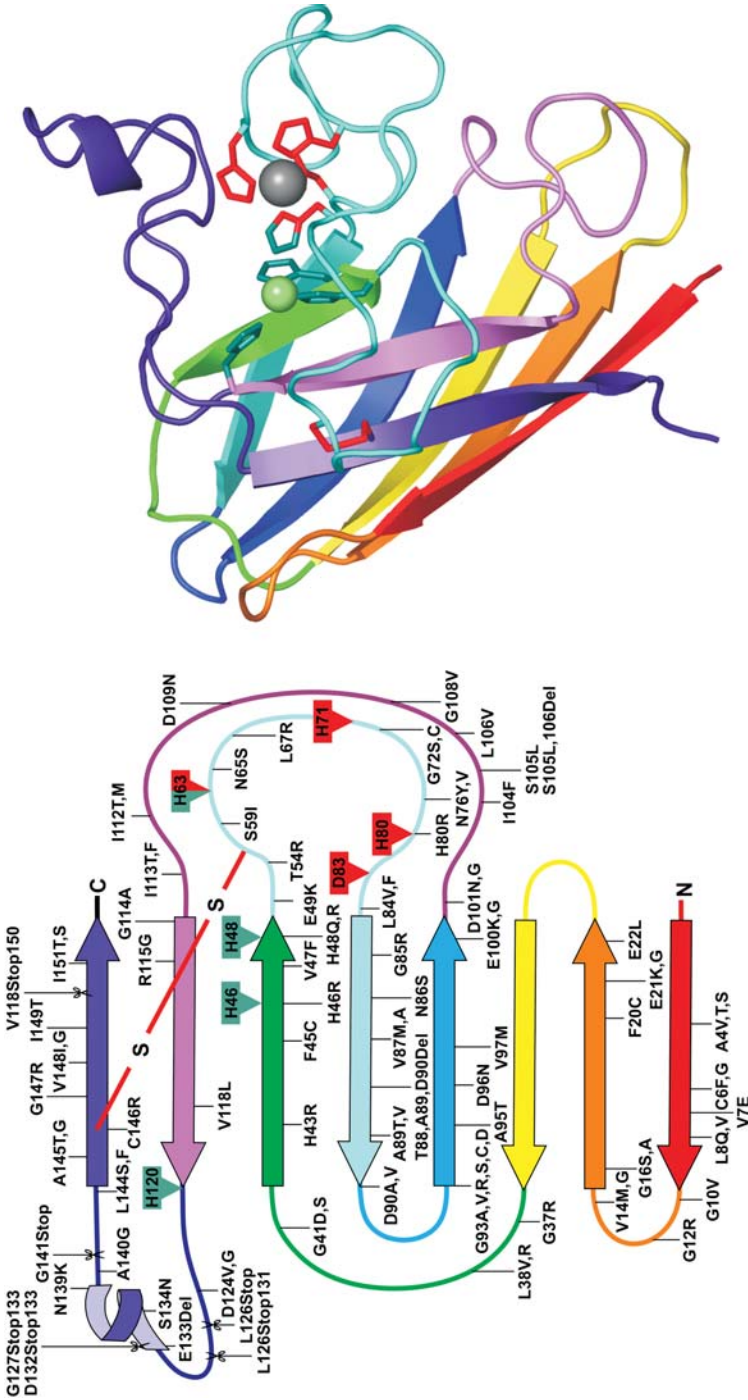 G127Stop133
D132Stop133
N139K
G141Stop
A140G
S134N
E133Del
D124V,G
L126Stop
L126Stop131
A145T,G
L144S,F
G147R
C146R
V148I,G
I149T
V118Stop150
I151T,S
C
S
S
G114A
R115G
V118L
H120
I113T,F
I112T,M
D109N
G108V
L106V
S105L
S105L,106Del
I104F
D101N,G
E100K,G
H63
N65S
L67R
H71
G72S,C
N76Y,V
H80R
H80
D83
S59I
T54R
E49K
H48
H48Q,R
V47F
H46
H46R
F45C
H43R
G41D,S
L38V,R
G37R
L84V,F
G85R
N86S
V87M,A
T88,A89,D90Del
A89T,V
D90A,V
G93A,V,R,S,C,D
A95T
D96N
V97M
E22L
E21K,G
F20C
G16S,A
V14M,G
G12R
G10V
L8Q,V
V7E
C6F,G
A4V,T,S
N